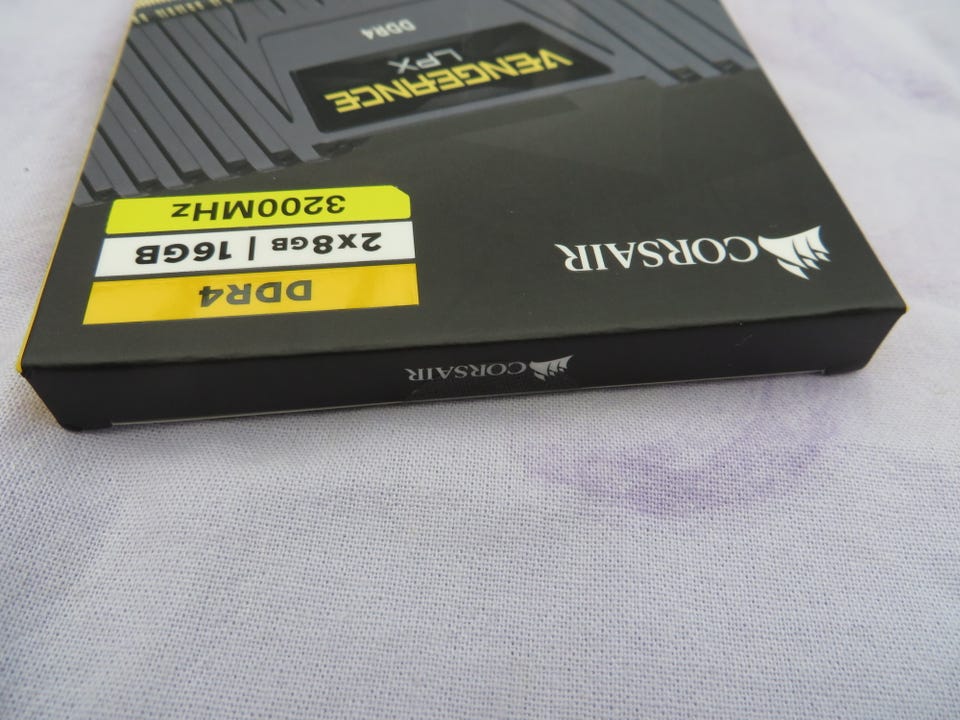 CORSAIR
CORSAIR
DDR4
2x8GB | 16GB
3200MHz
VENGEANCE
LPX
DDR4